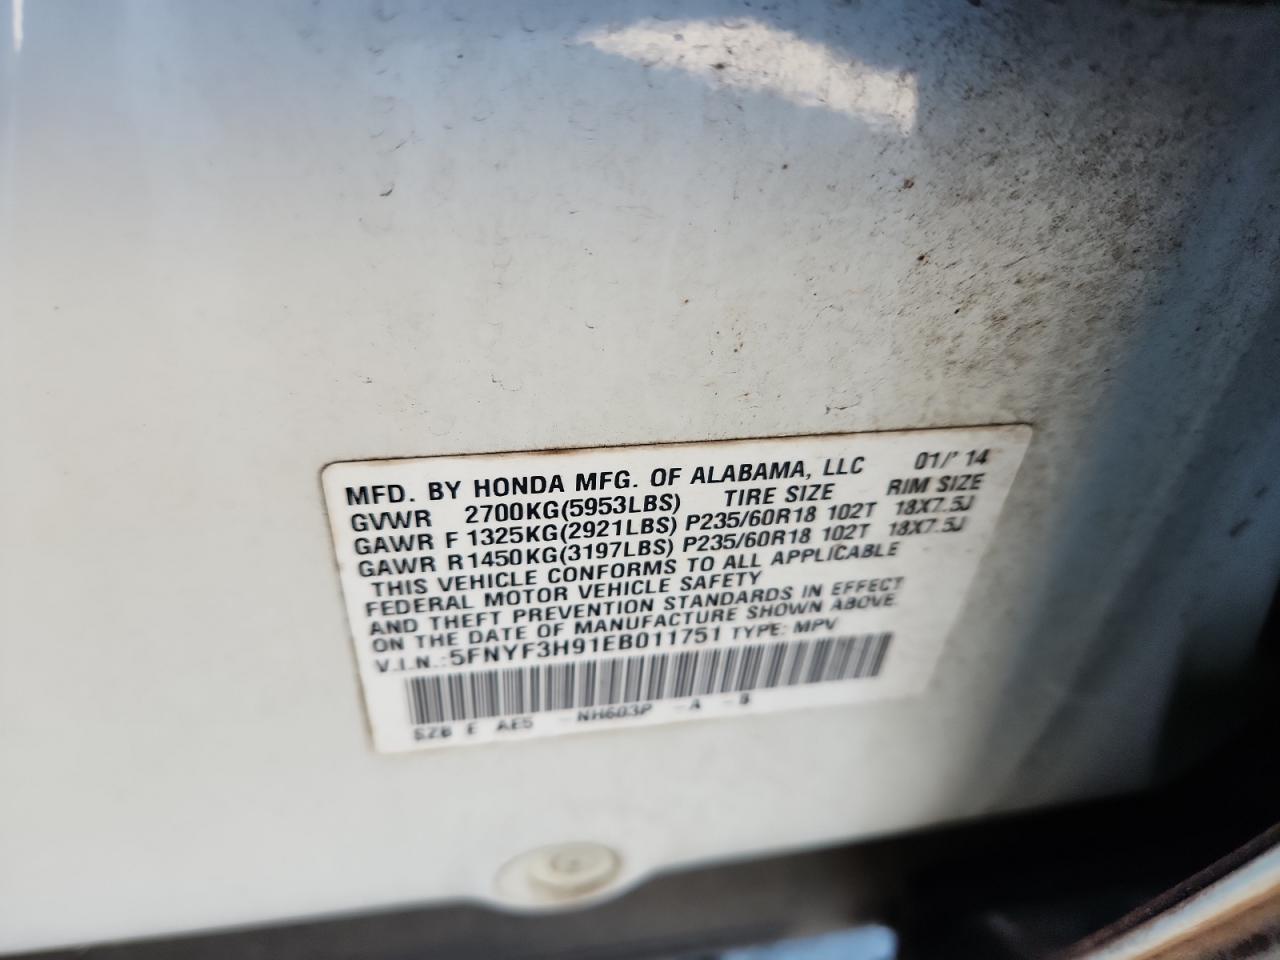 MFD. BY HONDA MFG. OF ALABAMA, LLC 01/'14
GVWR 2700KG(5953LBS) TIRE SIZE RIM SIZE
GAWR F 1325KG(2921LBS) P235/60R18 102T 18X7.5J
GAWR R 1450KG(3197LBS) P235/60R18 102T 18X7.5J
THIS VEHICLE CONFORMS TO ALL APPLICABLE
FEDERAL MOTOR VEHICLE SAFETY
AND THEFT PREVENTION STANDARDS IN EFFECT
ON THE DATE OF MANUFACTURE SHOWN ABOVE.
V.I.N.:5FNYF3H91EB011751 TYPE: MPV
SZB E AE5 -NH603P -A -B